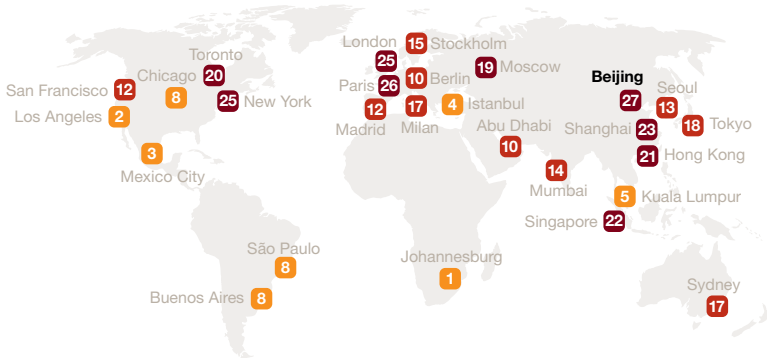 London
15
Stockholm
Toronto
25
19
Moscow
Chicago
20
Paris
26
10
Berlin
Beijing
Seoul
San Francisco
12
8
25
New York
17
4
Istanbul
27
13
Los Angeles
2
12
Madrid
Milan
Abu Dhabi
Shanghai
23
18
Tokyo
3
10
21
Hong Kong
Mexico City
14
Mumbai
5
Kuala Lumpur
Singapore
22
São Paulo
8
Johannesburg
1
Buenos Aires
8
Sydney
17